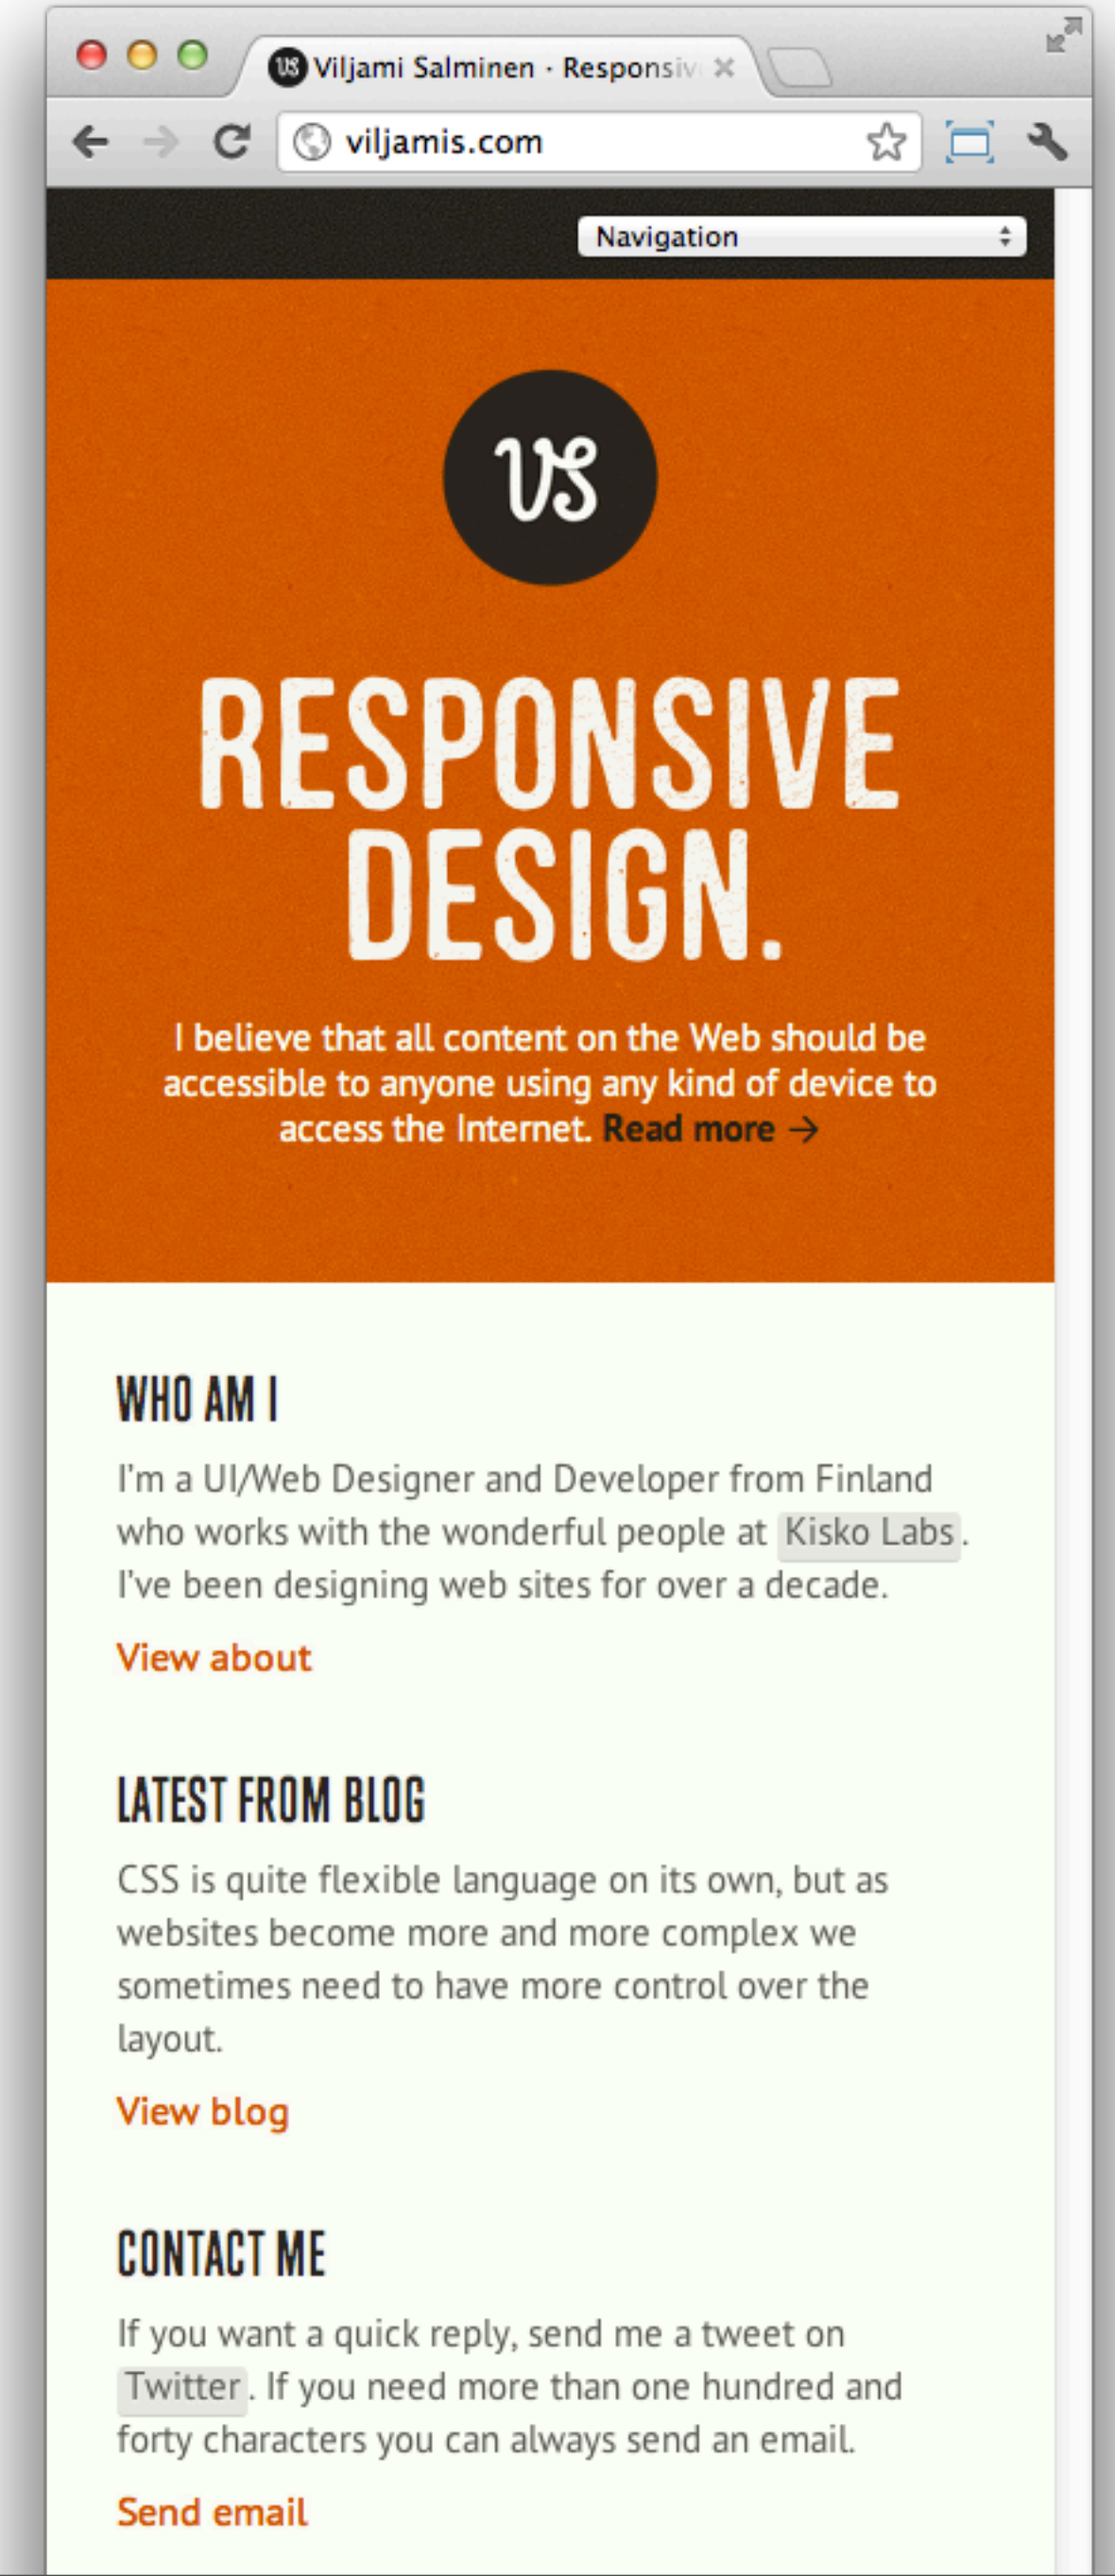 VS Viljami Salminen · Responsiv
viljamis.com
Navigation
VS
RESPONSIVE
DESIGN.
I believe that all content on the Web should be
accessible to anyone using any kind of device to
access the Internet. Read more →
WHO AM I
I'm a UI/Web Designer and Developer from Finland
who works with the wonderful people at Kisko Labs.
I've been designing web sites for over a decade.
View about
LATEST FROM BLOG
CSS is quite flexible language on its own, but as
websites become more and more complex we
sometimes need to have more control over the
layout.
View blog
CONTACT ME
If you want a quick reply, send me a tweet on
Twitter. If you need more than one hundred and
forty characters you can always send an email.
Send email